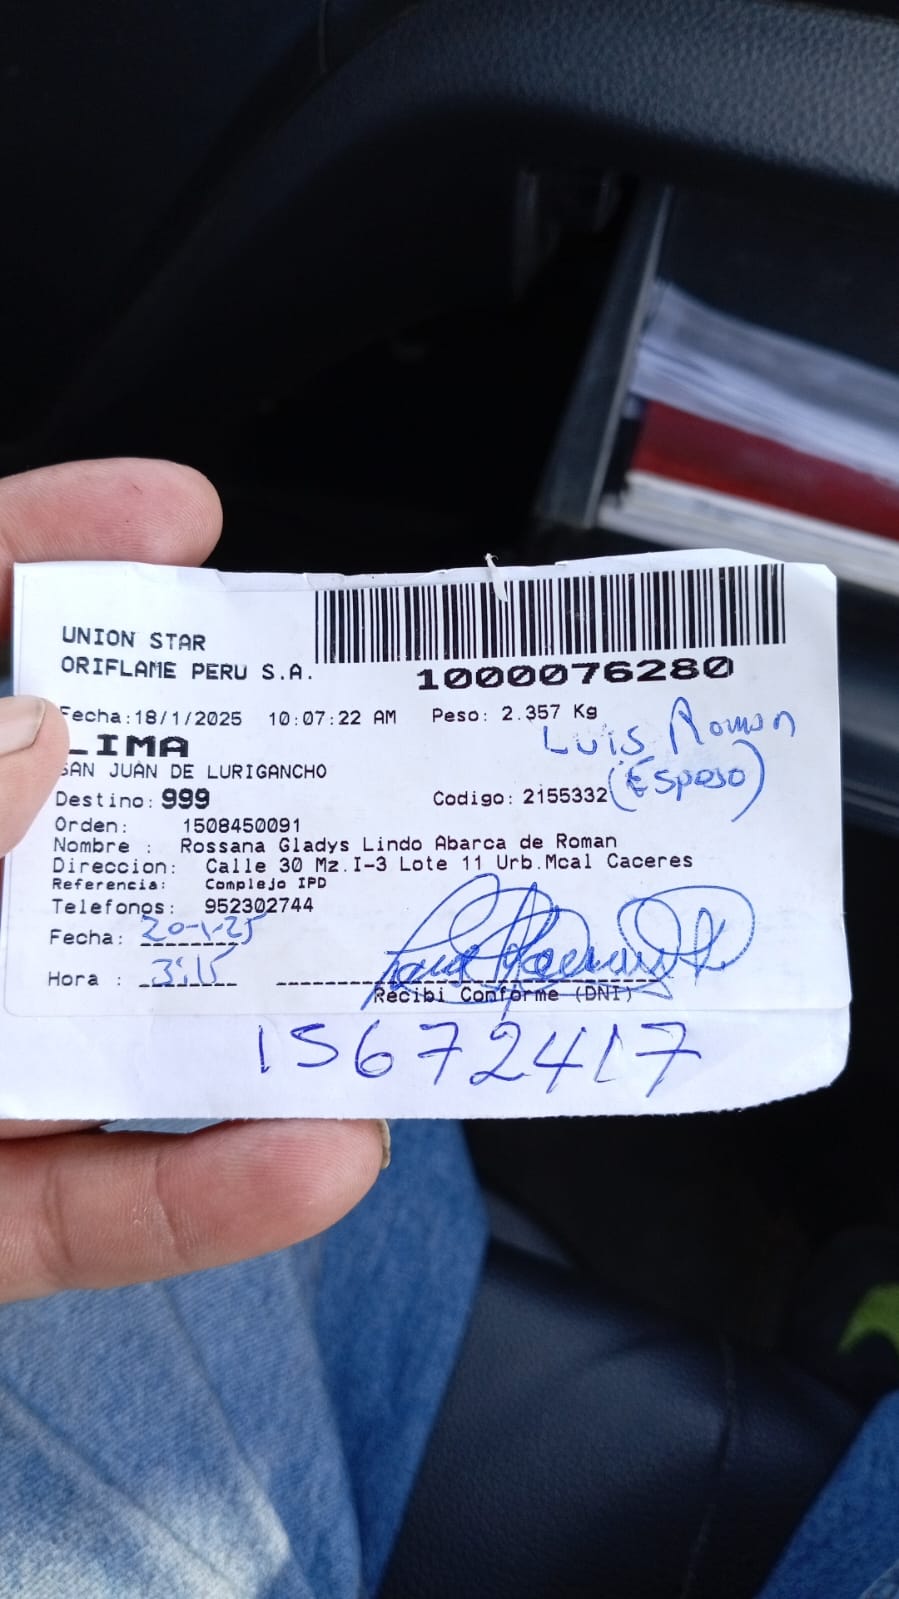 UNION STAR
ORIFLAME PERU S.A.
1000076280
Fecha:18/1/2025 10:07:22 AM Peso: 2.357 Kg
LIMA
Luis Roman
SAN JUAN DE LURIGANCHO
(Esposo)
Destino: 999 Codigo: 2155332
Orden: 1508450091
Nombre : Rossana Gladys Lindo Abarca de Roman
Direccion: Calle 30 Mz.I-3 Lote 11 Urb.Mcal Caceres
Referencia: Complejo IPD
Telefonos: 952302744
Fecha: 20-1-25
Hora : 3:15
Recibi Conforme (DNI)
15672417